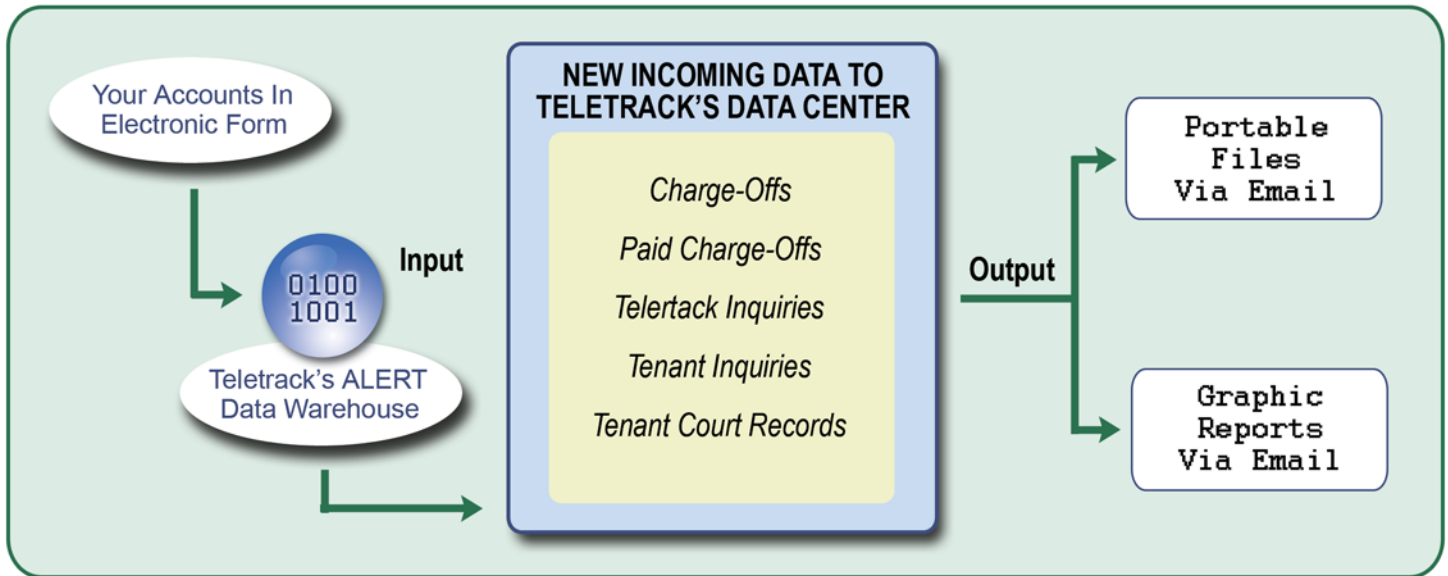 Your Accounts In
Electronic Form
0100
1001
Input
Teletrack's ALERT
Data Warehouse
NEW INCOMING DATA TO
TELETRACK'S DATA CENTER
Charge-Offs
Paid Charge-Offs
Telertack Inquiries
Tenant Inquiries
Tenant Court Records
Output
Portable
Files
Via Email
Graphic
Reports
Via Email